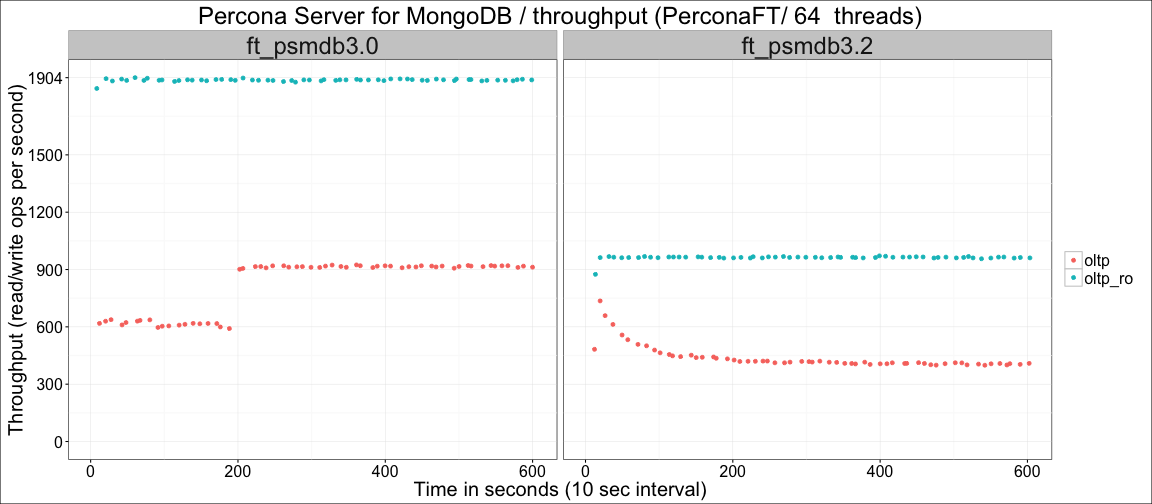 Percona Server for MongoDB / throughput (PerconaFT/ 64  threads)
ft_psmdb3.0
ft_psmdb3.2
Throughput (read/write ops per second)
1904
1500
1200
900
600
300
0
0 200 400 600
0 200 400 600
Time in seconds (10 sec interval)
oltp
oltp_ro